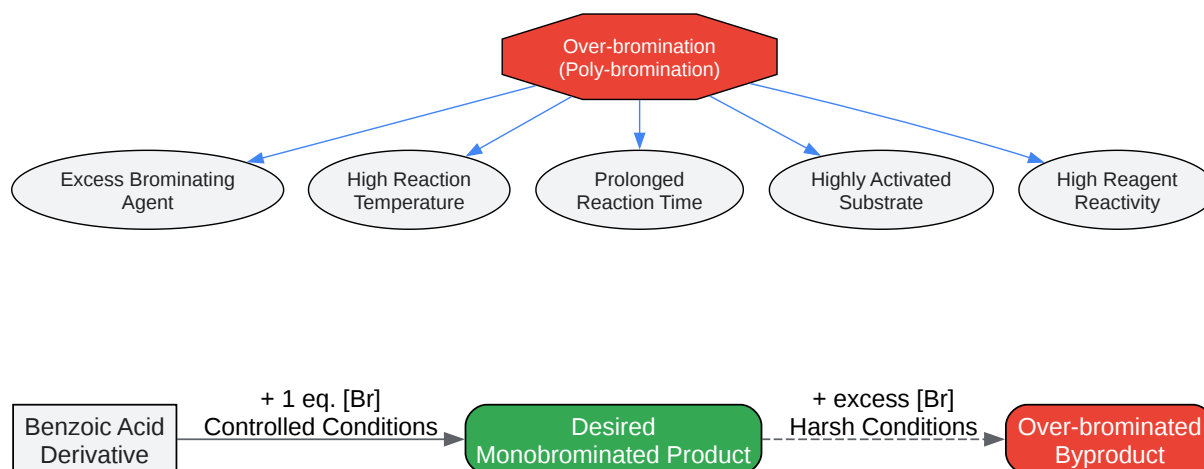 Over-bromination
(Poly-bromination)
Excess Brominating
Agent
High Reaction
Temperature
Prolonged
Reaction Time
Highly Activated
Substrate
High Reagent
Reactivity
Benzoic Acid
Derivative
+ 1 eq. [Br]
Controlled Conditions
Desired
Monobrominated Product
+ excess [Br]
Harsh Conditions
Over-brominated
Byproduct